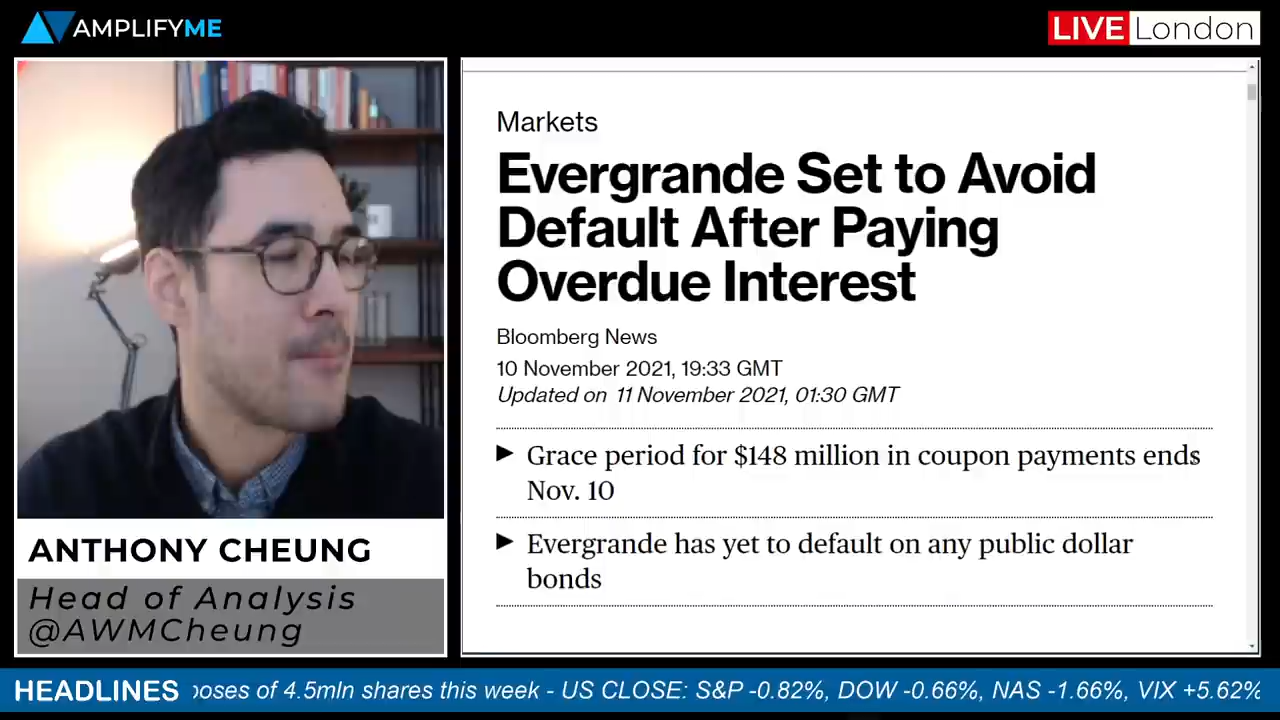 AMPLIFYME
LIVE London
Markets
Evergrande Set to Avoid
Default After Paying
Overdue Interest
Bloomberg News
10 November 2021, 19:33 GMT
Updated on 11 November 2021, 01:30 GMT
Grace period for $148 million in coupon payments ends
Nov. 10
Evergrande has yet to default on any public dollar
bonds
ANTHONY CHEUNG
Head of Analysis
@AWMCheung
HEADLINES of 4.5mln shares this week - US CLOSE: S&P -0.82%, DOW -0.66%, NAS -1.66%, VIX +5.62%